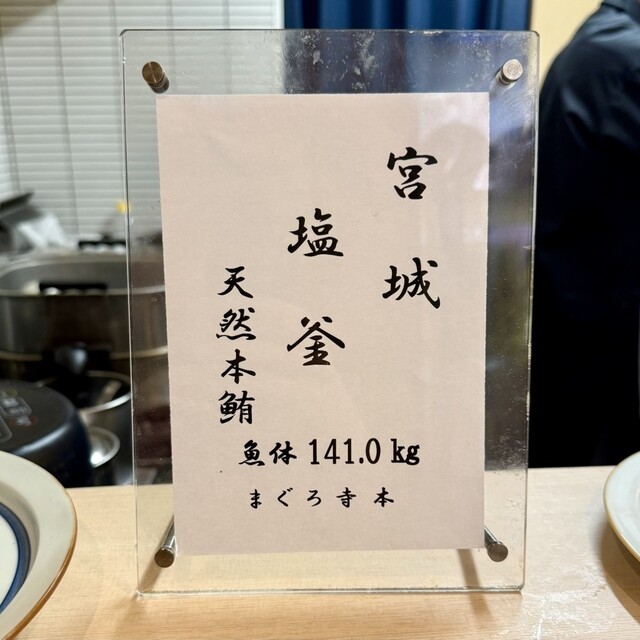 宮城
塩釜
天然本鮪
魚体 141.0 kg
まぐろ寺本